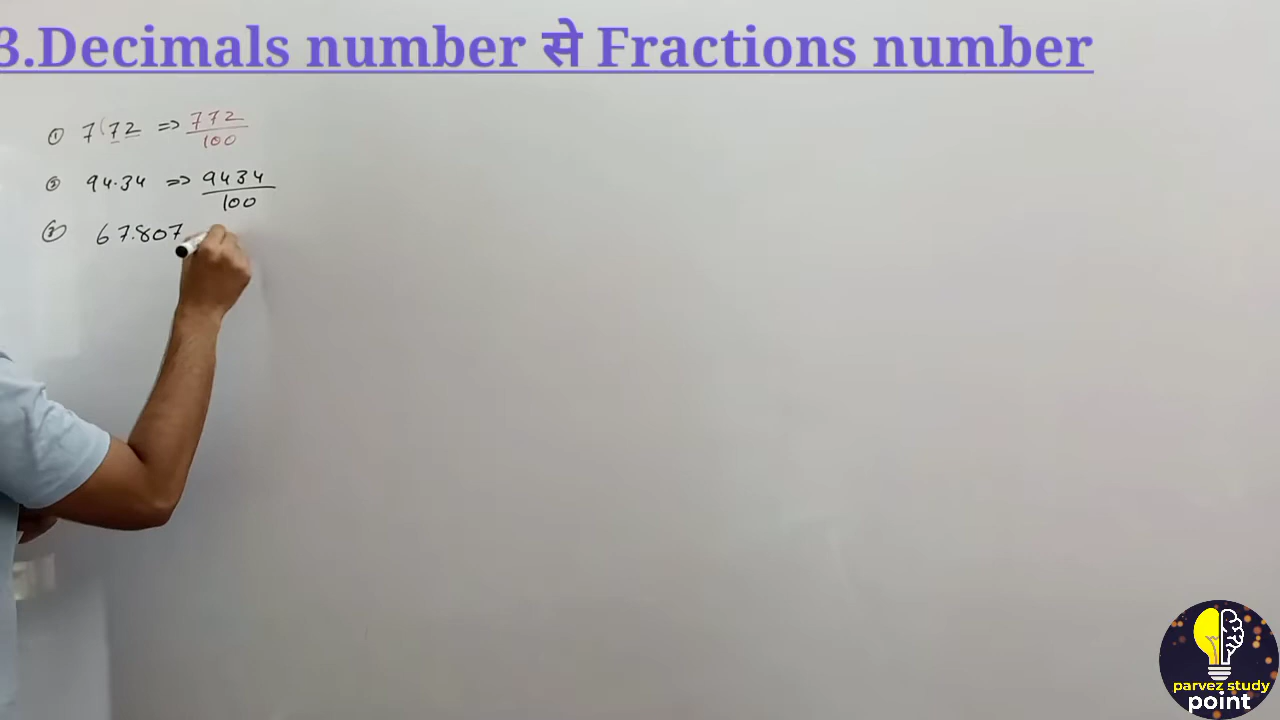 3.Decimals number से Fractions number
① 7(72 => 772/100
② 94.34 => 9434/100
③ 67.807
parvez study
point